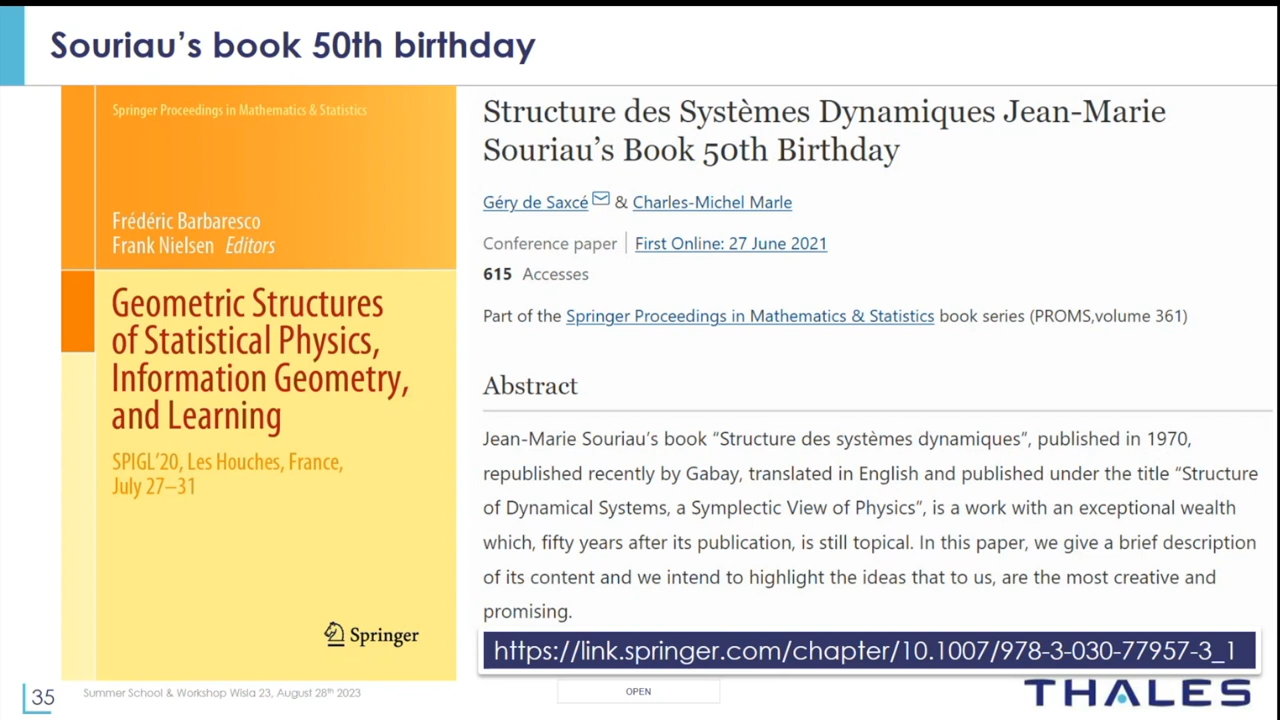 Souriau's book 50th birthday
Springer Proceedings in Mathematics & Statistics
Frédéric Barbaresco
Frank Nielsen Editors
Geometric Structures
of Statistical Physics,
Information Geometry,
and Learning
SPIGL'20, Les Houches, France,
July 27–31
Springer
Structure des Systèmes Dynamiques Jean-Marie
Souriau's Book 50th Birthday
Géry de Saxcé & Charles-Michel Marle
Conference paper | First Online: 27 June 2021
615 Accesses
Part of the Springer Proceedings in Mathematics & Statistics book series (PROMS,volume 361)
Abstract
Jean-Marie Souriau's book "Structure des systèmes dynamiques", published in 1970,
republished recently by Gabay, translated in English and published under the title "Structure
of Dynamical Systems, a Symplectic View of Physics", is a work with an exceptional wealth
which, fifty years after its publication, is still topical. In this paper, we give a brief description
of its content and we intend to highlight the ideas that to us, are the most creative and
promising.
https://link.springer.com/chapter/10.1007/978-3-030-77957-3_1
35
Summer School & Workshop Wisla 23, August 28th 2023
OPEN
THALES